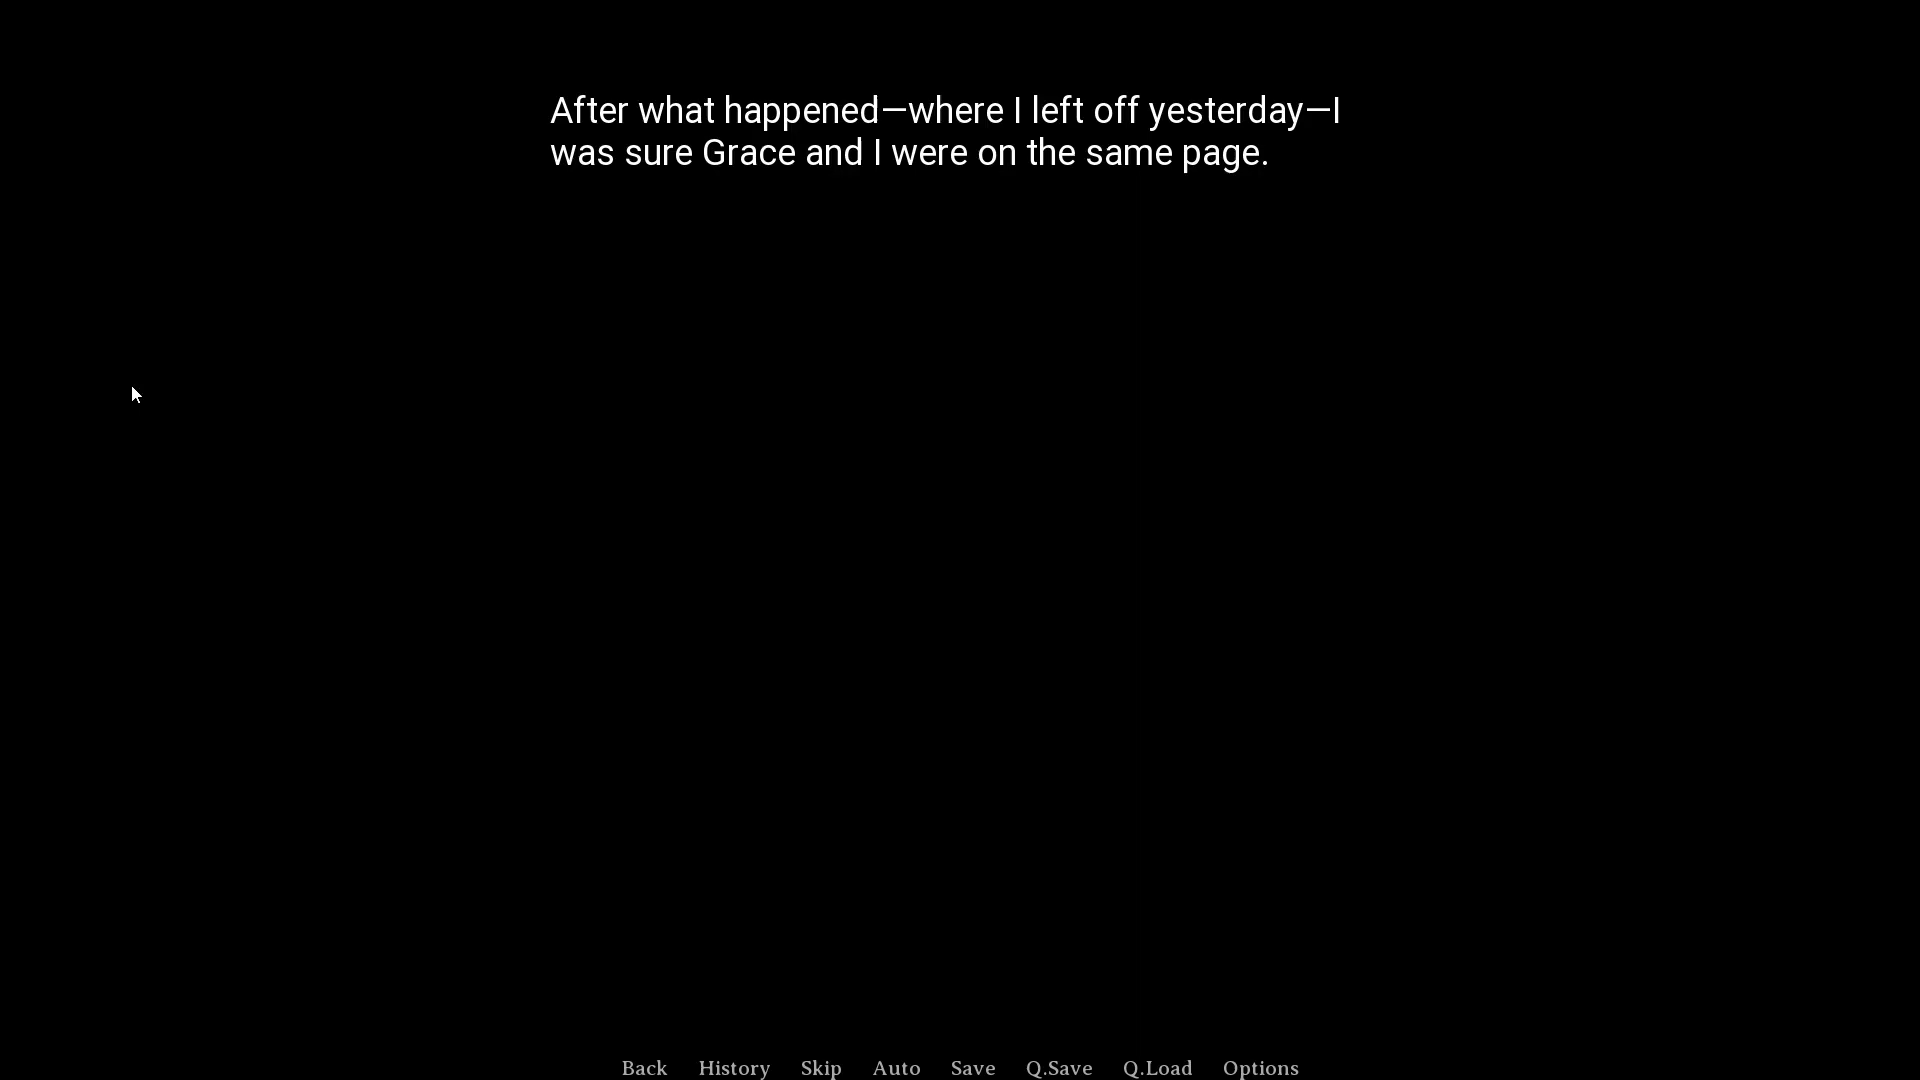 After what happened—where I left off yesterday—I
was sure Grace and I were on the same page.
Back History Skip Auto Save Q.Save Q.Load Options